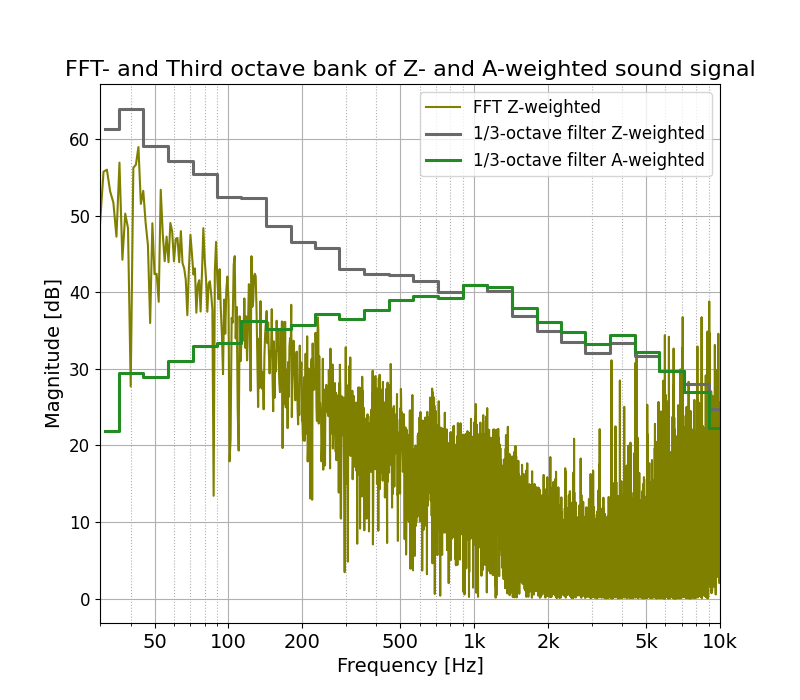 FFT- and Third octave bank of Z- and A-weighted sound signal
FFT Z-weighted
1/3-octave filter Z-weighted
1/3-octave filter A-weighted
Magnitude [dB]
60
50
40
30
20
10
0
50 100 200 500 1k 2k 5k 10k
Frequency [Hz]